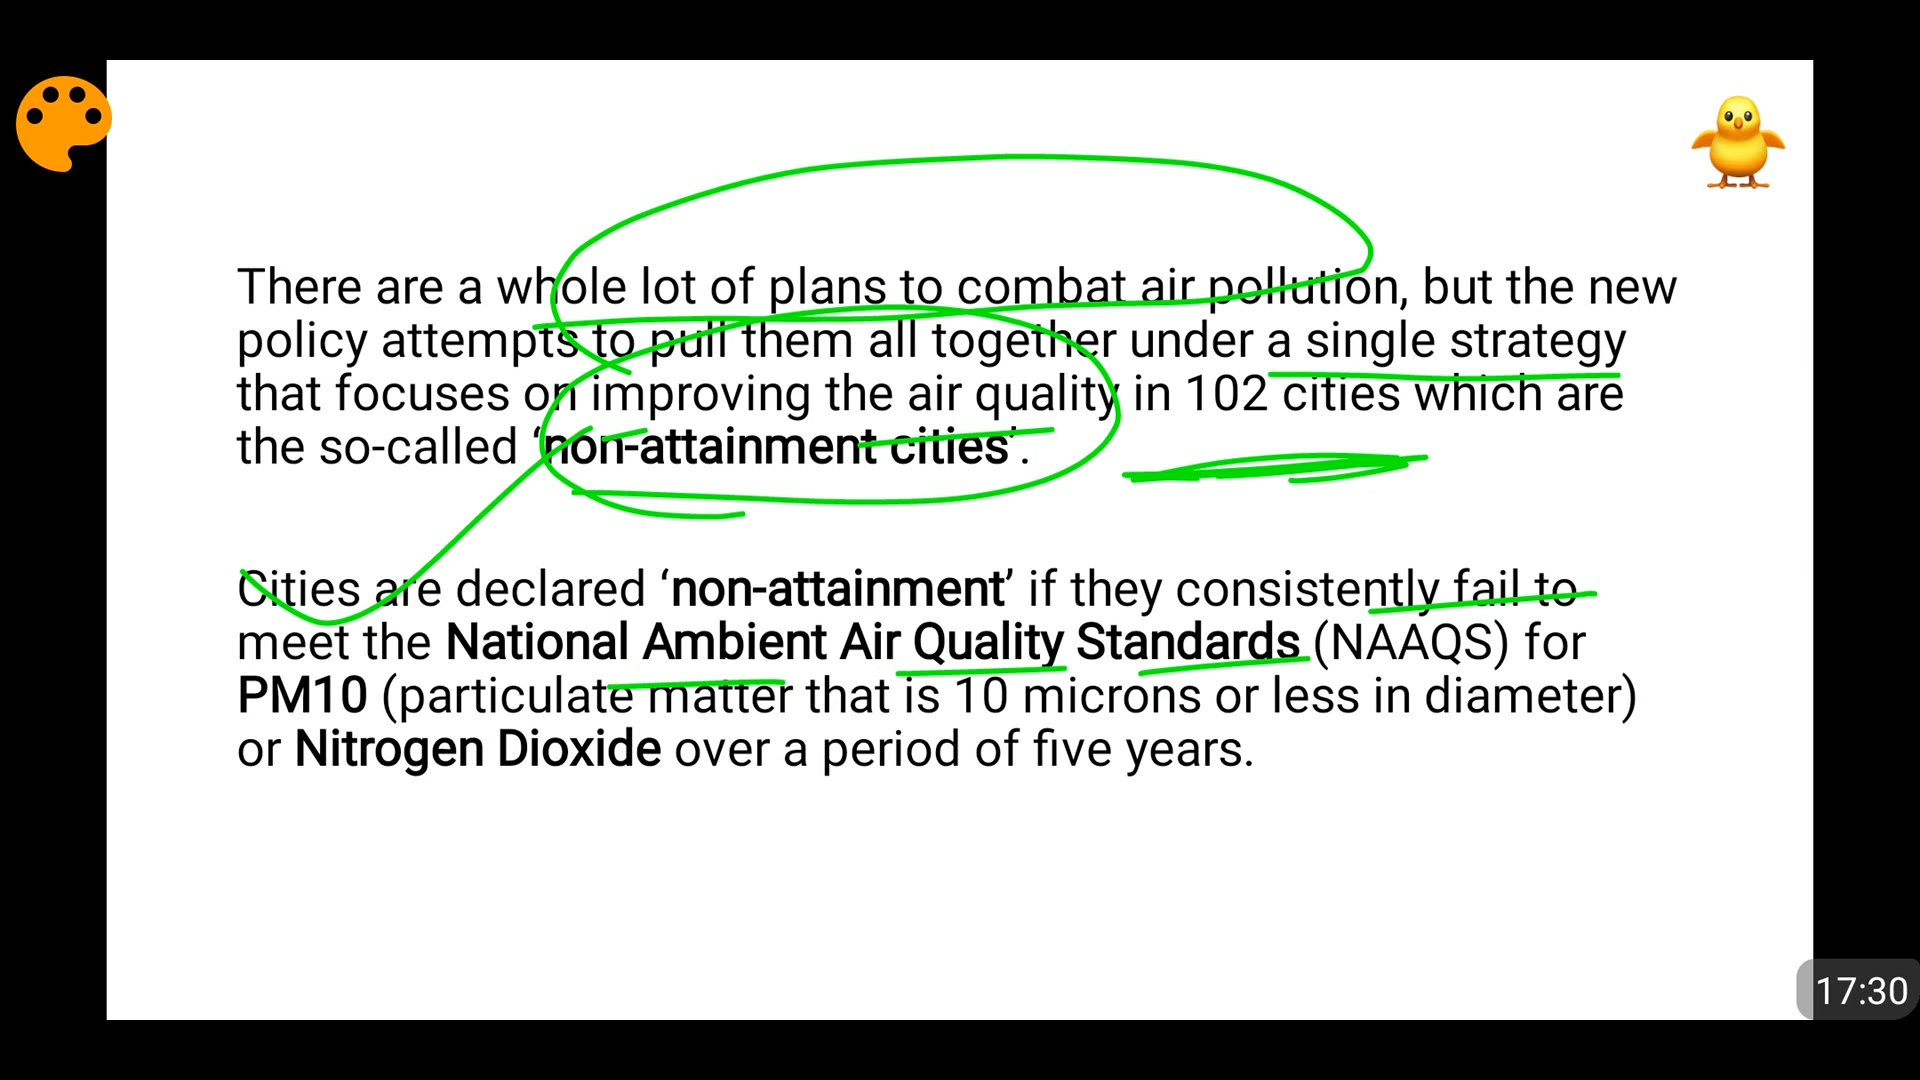 There are a whole lot of plans to combat air pollution, but the new
policy attempts to pull them all together under a single strategy
that focuses on improving the air quality in 102 cities which are
the so-called ‘non-attainment cities’.
Cities are declared ‘non-attainment’ if they consistently fail to
meet the National Ambient Air Quality Standards (NAAQS) for
PM10 (particulate matter that is 10 microns or less in diameter)
or Nitrogen Dioxide over a period of five years.
17:30